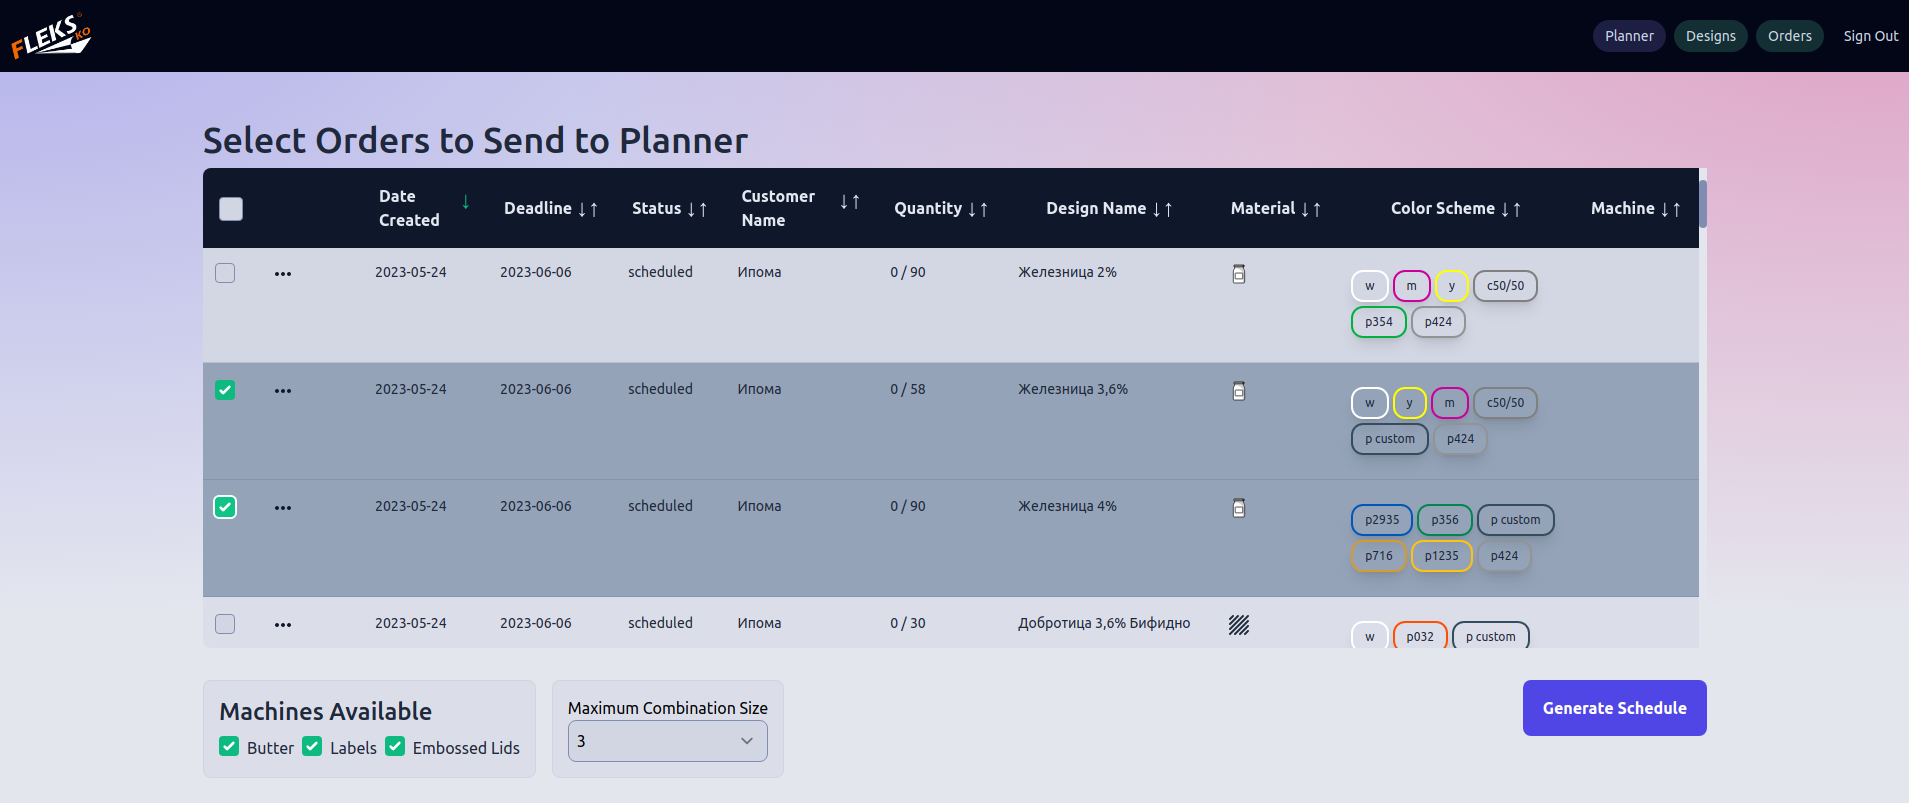 FLEKS KO
Planner
Designs
Orders
Sign Out
Select Orders to Send to Planner
Date Created ↓
Deadline ↓↑
Status ↓↑
Customer Name ↓↑
Quantity ↓↑
Design Name ↓↑
Material ↓↑
Color Scheme ↓↑
Machine ↓↑
••• 2023-05-24 2023-06-06 scheduled Ипома 0 / 90 Железница 2%
w m y c50/50
p354 p424
••• 2023-05-24 2023-06-06 scheduled Ипома 0 / 58 Железница 3,6%
w y m c50/50
p custom p424
••• 2023-05-24 2023-06-06 scheduled Ипома 0 / 90 Железница 4%
p2935 p356 p custom
p716 p1235 p424
••• 2023-05-24 2023-06-06 scheduled Ипома 0 / 30 Добротица 3,6% Бифидно
w p032 p custom
Machines Available
Butter Labels Embossed Lids
Maximum Combination Size
3
Generate Schedule